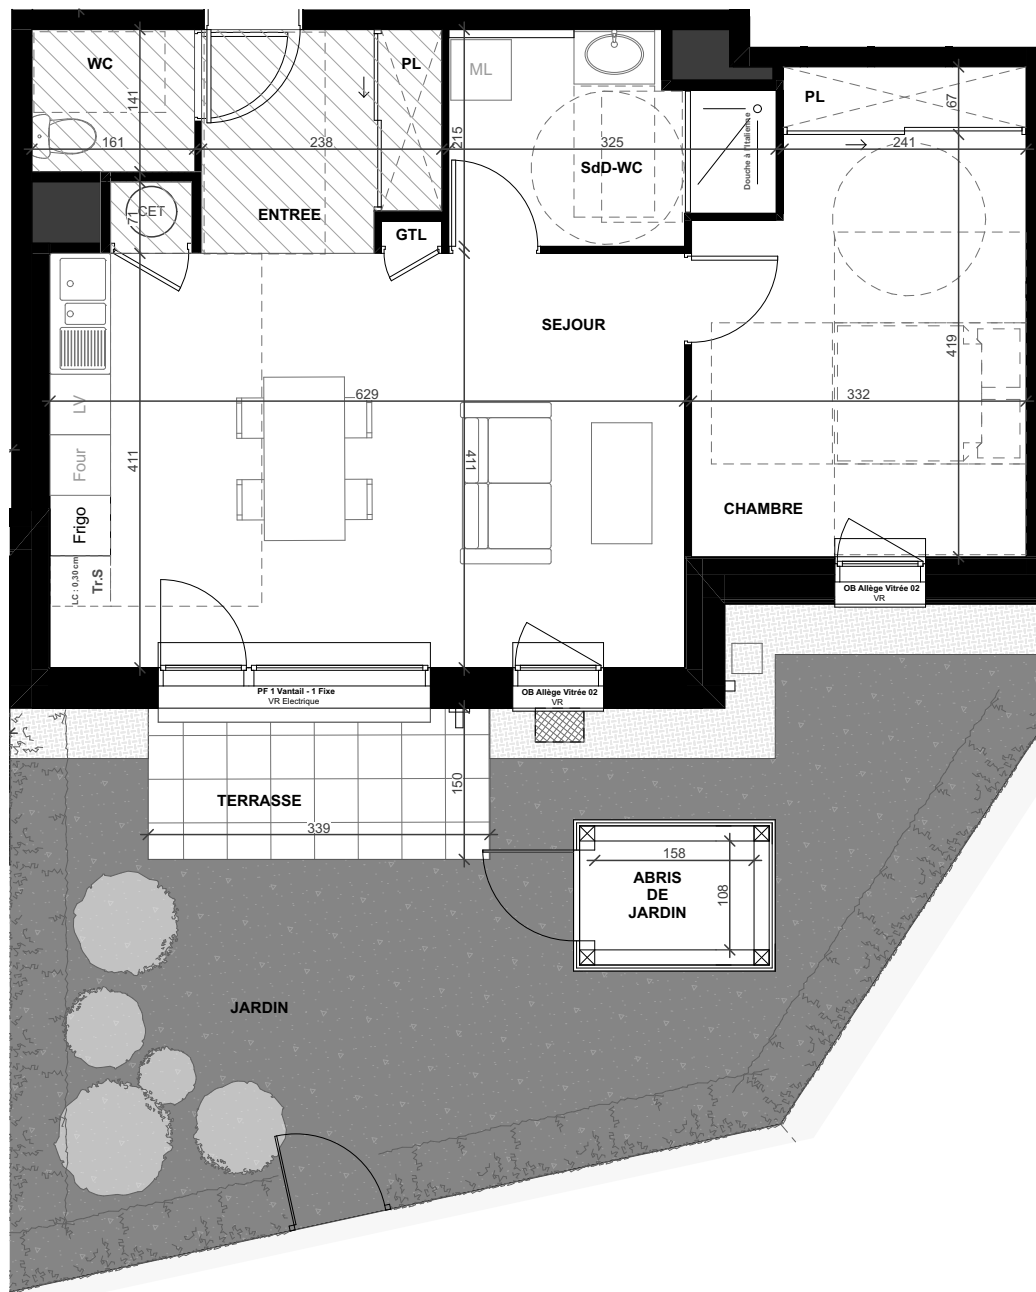 WC
PL
ML
PL
67
141
161
238
215
325
SdD-WC
Douche à l'italienne
241
71
CET
ENTREE
GTL
SEJOUR
419
LV
629
332
Four
411
411
Frigo
CHAMBRE
LC : 0,30 cm
Tr.S
OB Allège Vitrée 02
VR
PF 1 Vantail - 1 Fixe
VR Electrique
OB Allège Vitrée 02
VR
TERRASSE
150
339
158
ABRIS
DE
JARDIN
108
JARDIN